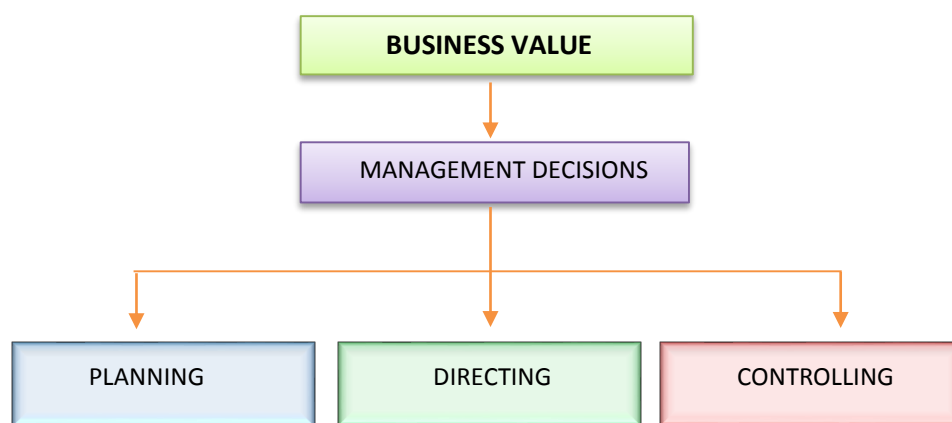 BUSINESS VALUE
MANAGEMENT DECISIONS
PLANNING
DIRECTING
CONTROLLING